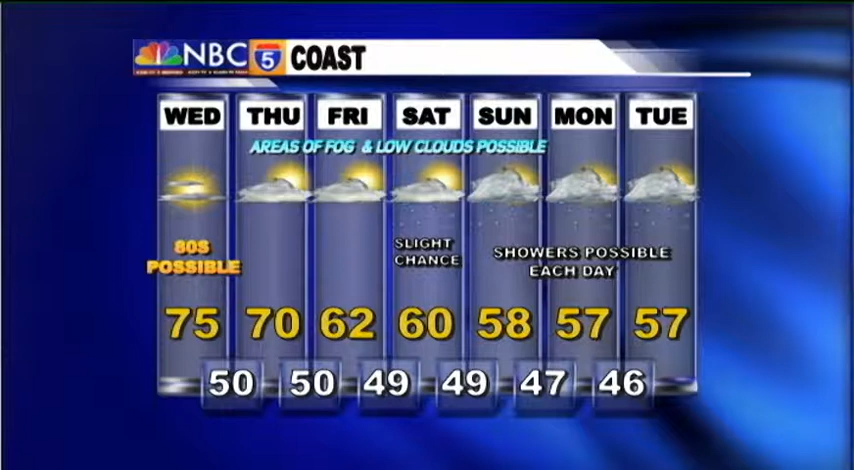 NBC 5 COAST
WED THU FRI SAT SUN MON TUE
AREAS OF FOG & LOW CLOUDS POSSIBLE
80S
POSSIBLE
SLIGHT
CHANCE
SHOWERS POSSIBLE
EACH DAY
75 70 62 60 58 57 57
50 50 49 49 47 46